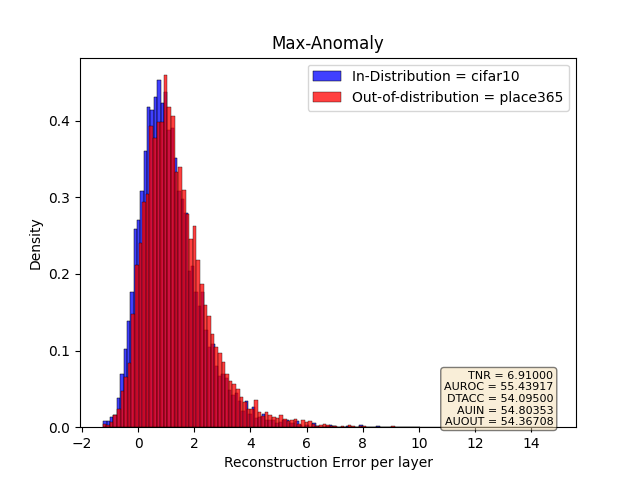 Max-Anomaly
In-Distribution = cifar10
Out-of-distribution = place365
Density
0.4
0.3
0.2
0.1
0.0
TNR = 6.91000
AUROC = 55.43917
DTACC = 54.09500
AUIN = 54.80353
AUOUT = 54.36708
−2 0 2 4 6 8 10 12 14
Reconstruction Error per layer